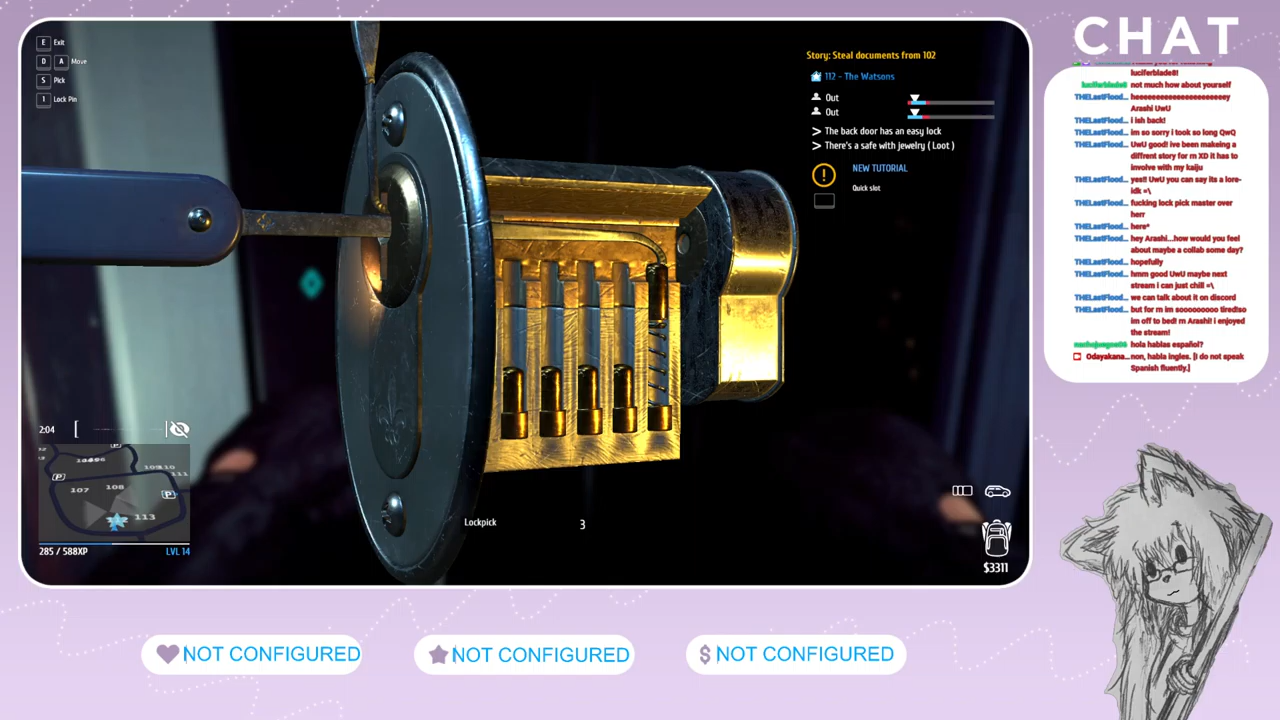 E Exit
D A Move
S Pick
1 Lock Pin
Story: Steal documents from 102
112 - The Watsons
Out
Out
> The back door has an easy lock
> There's a safe with jewelry ( Loot )
NEW TUTORIAL
Quick slot
2:04
107
108
113
P
P
P
285 / 588XP
LVL 14
Lockpick
3
$3311
CHAT
luciferblade8!
luciferblade8 not much how about yourself
THELastFlood...
Arashi UwU
THELastFlood... i ish back!
THELastFlood... im so sorry i took so long QwQ
THELastFlood... UwU good! ive been makeing a
diffrent story for rn XD it has to
involve with my kaiju
THELastFlood... yes!! UwU you can say its a lore-
idk =\
THELastFlood... fucking lock pick master over
herr
THELastFlood... here*
THELastFlood... hey Arashi...how would you feel
about maybe a collab some day?
THELastFlood... hopefully
THELastFlood... hmm good UwU maybe next
stream i can just chill =\
THELastFlood... we can talk about it on discord
THELastFlood... but for rn im sooooooooo tired!so
im off to bed! rn Arashi! i enjoyed
the stream!
hola hablas español?
Odayakana... non, habla ingles. [I do not speak
Spanish fluently.]
NOT CONFIGURED
NOT CONFIGURED
$ NOT CONFIGURED